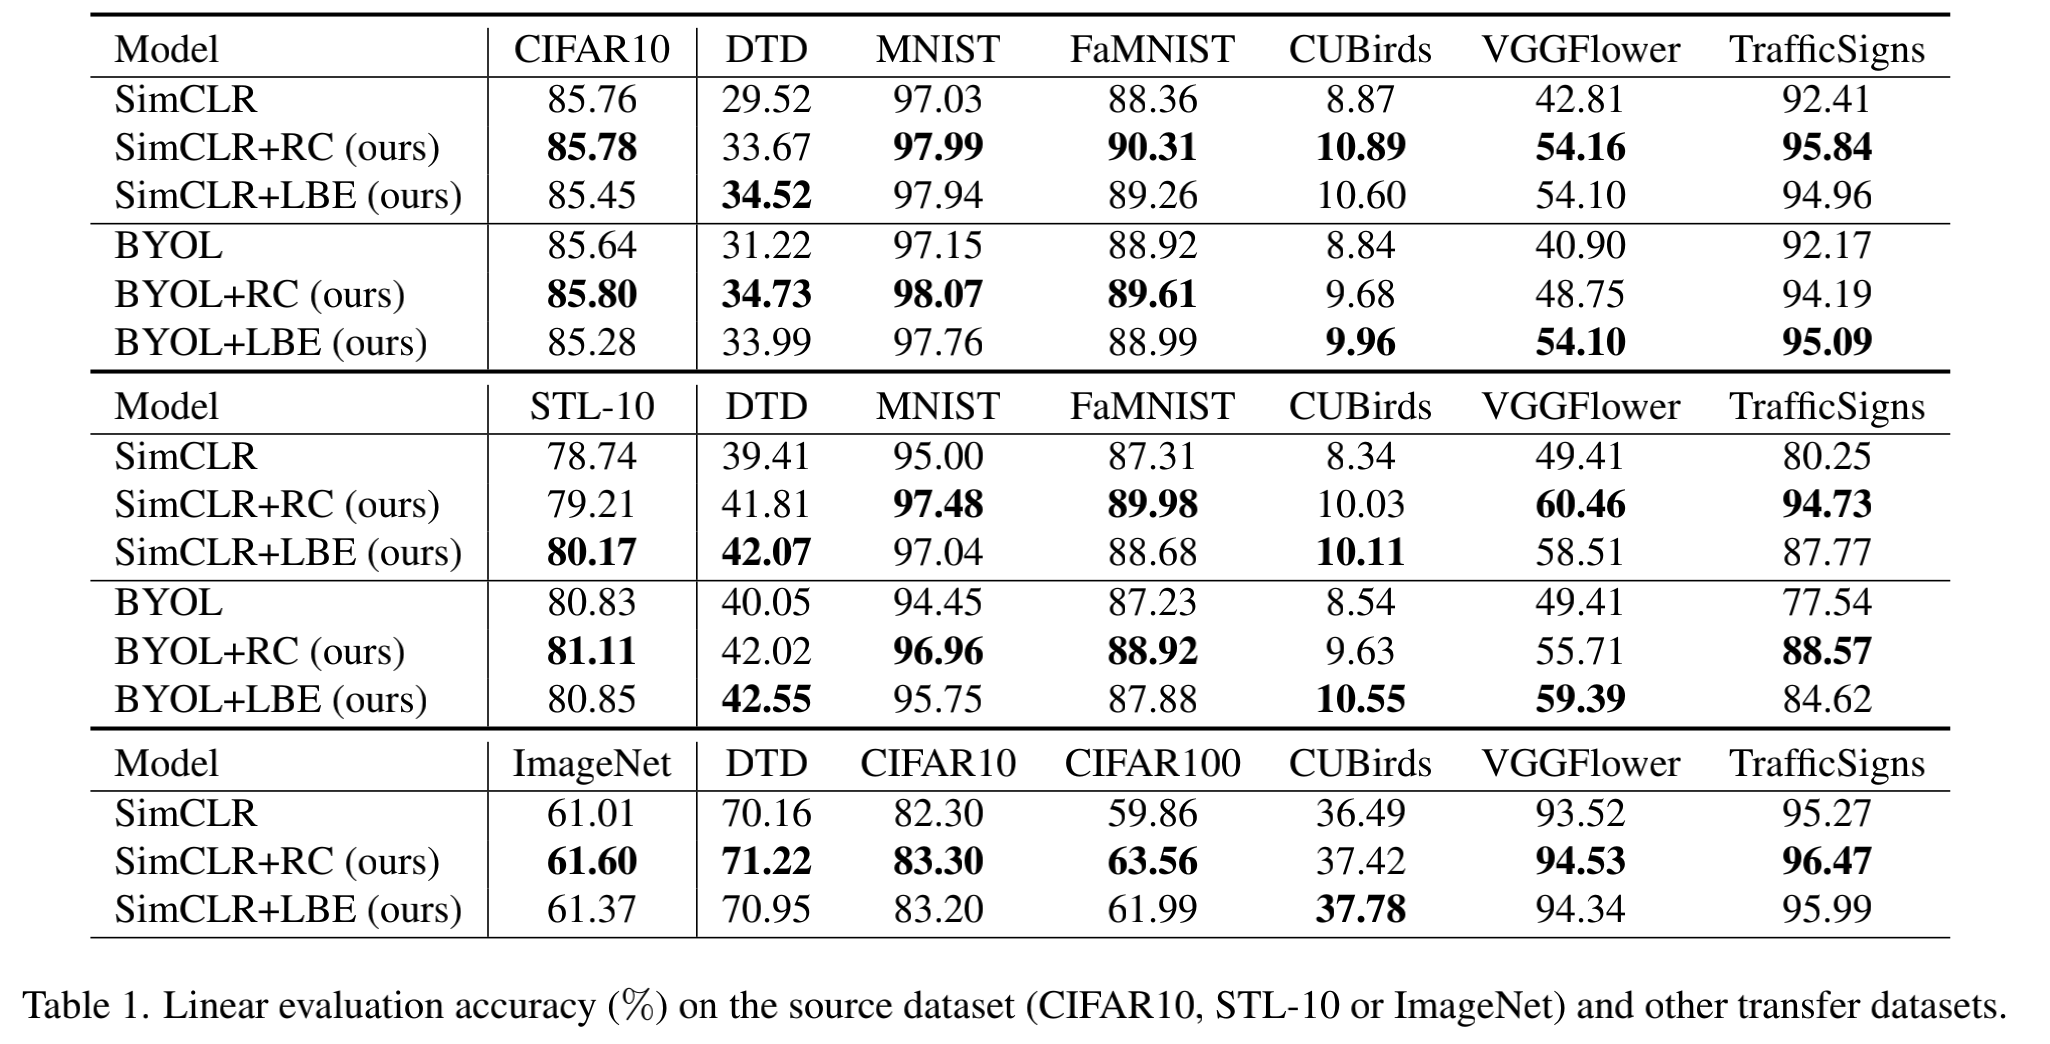 Model CIFAR10 DTD MNIST FaMNIST CUBirds VGGFlower TrafficSigns
SimCLR 85.76 29.52 97.03 88.36 8.87 42.81 92.41
SimCLR+RC (ours) 85.78 33.67 97.99 90.31 10.89 54.16 95.84
SimCLR+LBE (ours) 85.45 34.52 97.94 89.26 10.60 54.10 94.96
BYOL 85.64 31.22 97.15 88.92 8.84 40.90 92.17
BYOL+RC (ours) 85.80 34.73 98.07 89.61 9.68 48.75 94.19
BYOL+LBE (ours) 85.28 33.99 97.76 88.99 9.96 54.10 95.09
Model STL-10 DTD MNIST FaMNIST CUBirds VGGFlower TrafficSigns
SimCLR 78.74 39.41 95.00 87.31 8.34 49.41 80.25
SimCLR+RC (ours) 79.21 41.81 97.48 89.98 10.03 60.46 94.73
SimCLR+LBE (ours) 80.17 42.07 97.04 88.68 10.11 58.51 87.77
BYOL 80.83 40.05 94.45 87.23 8.54 49.41 77.54
BYOL+RC (ours) 81.11 42.02 96.96 88.92 9.63 55.71 88.57
BYOL+LBE (ours) 80.85 42.55 95.75 87.88 10.55 59.39 84.62
Model ImageNet DTD CIFAR10 CIFAR100 CUBirds VGGFlower TrafficSigns
SimCLR 61.01 70.16 82.30 59.86 36.49 93.52 95.27
SimCLR+RC (ours) 61.60 71.22 83.30 63.56 37.42 94.53 96.47
SimCLR+LBE (ours) 61.37 70.95 83.20 61.99 37.78 94.34 95.99
Table 1. Linear evaluation accuracy (%) on the source dataset (CIFAR10, STL-10 or ImageNet) and other transfer datasets.